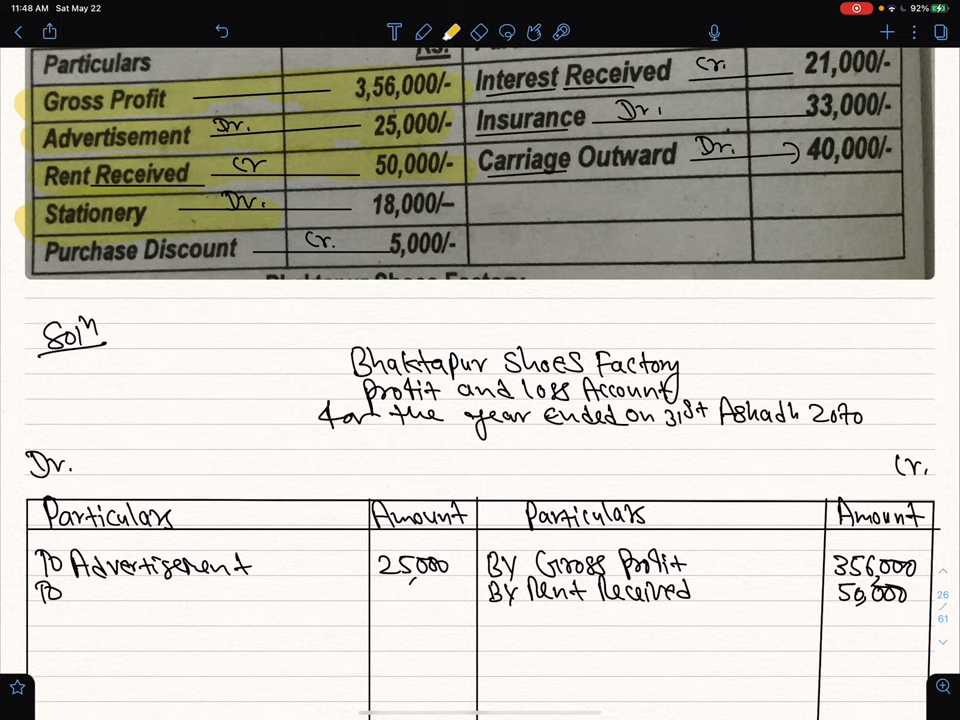 11:48 AM Sat May 22
92%
Particulars Rs.
Gross Profit 3,56,000/- Interest Received Cr. 21,000/-
Advertisement Dr. 25,000/- Insurance Dr. 33,000/-
Rent Received Cr 50,000/- Carriage Outward Dr. 40,000/-
Stationery Dr. 18,000/-
Purchase Discount Cr. 5,000/-
Soln
Bhaktapur Shoes Factory
Profit and loss Account
for the year Ended on 31st Ashadh 2070
Dr. Cr.
Particulars Amount Particulars Amount
To Advertisement 25,000 By Gross Profit 356,000
To By Rent Received 50,000
26
/
61